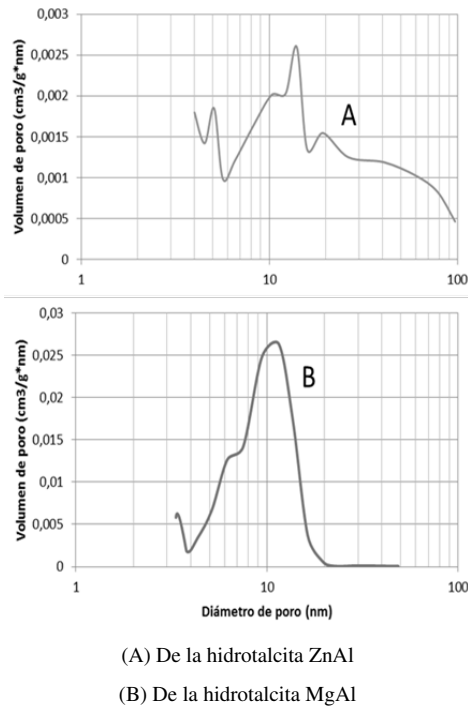 0,003
0,0025
0,002
0,0015
0,001
0,0005
0
Volumen de poro (cm3/g*nm)
A
1
10
100
0,03
0,025
0,02
0,015
0,01
0,005
0
Volumen de poro (cm3/g*nm)
B
1
10
100
Diámetro de poro (nm)
(A) De la hidrotalcita ZnAl
(B) De la hidrotalcita MgAl